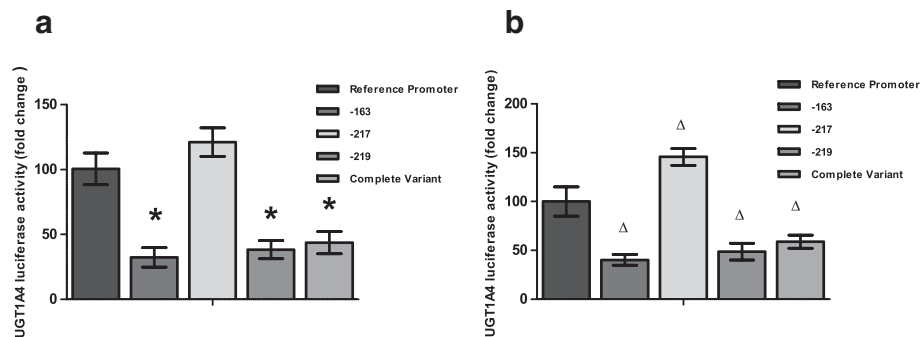 a
UGT1A4 luciferase activity (fold change )
150
100
50
0
*
*
*
Reference Promoter
-163
-217
-219
Complete Variant
b
UGT1A4 luciferase activity (fold change)
200
150
100
50
0
Δ
Δ
Δ
Δ
Reference Promoter
-163
-217
-219
Complete Variant